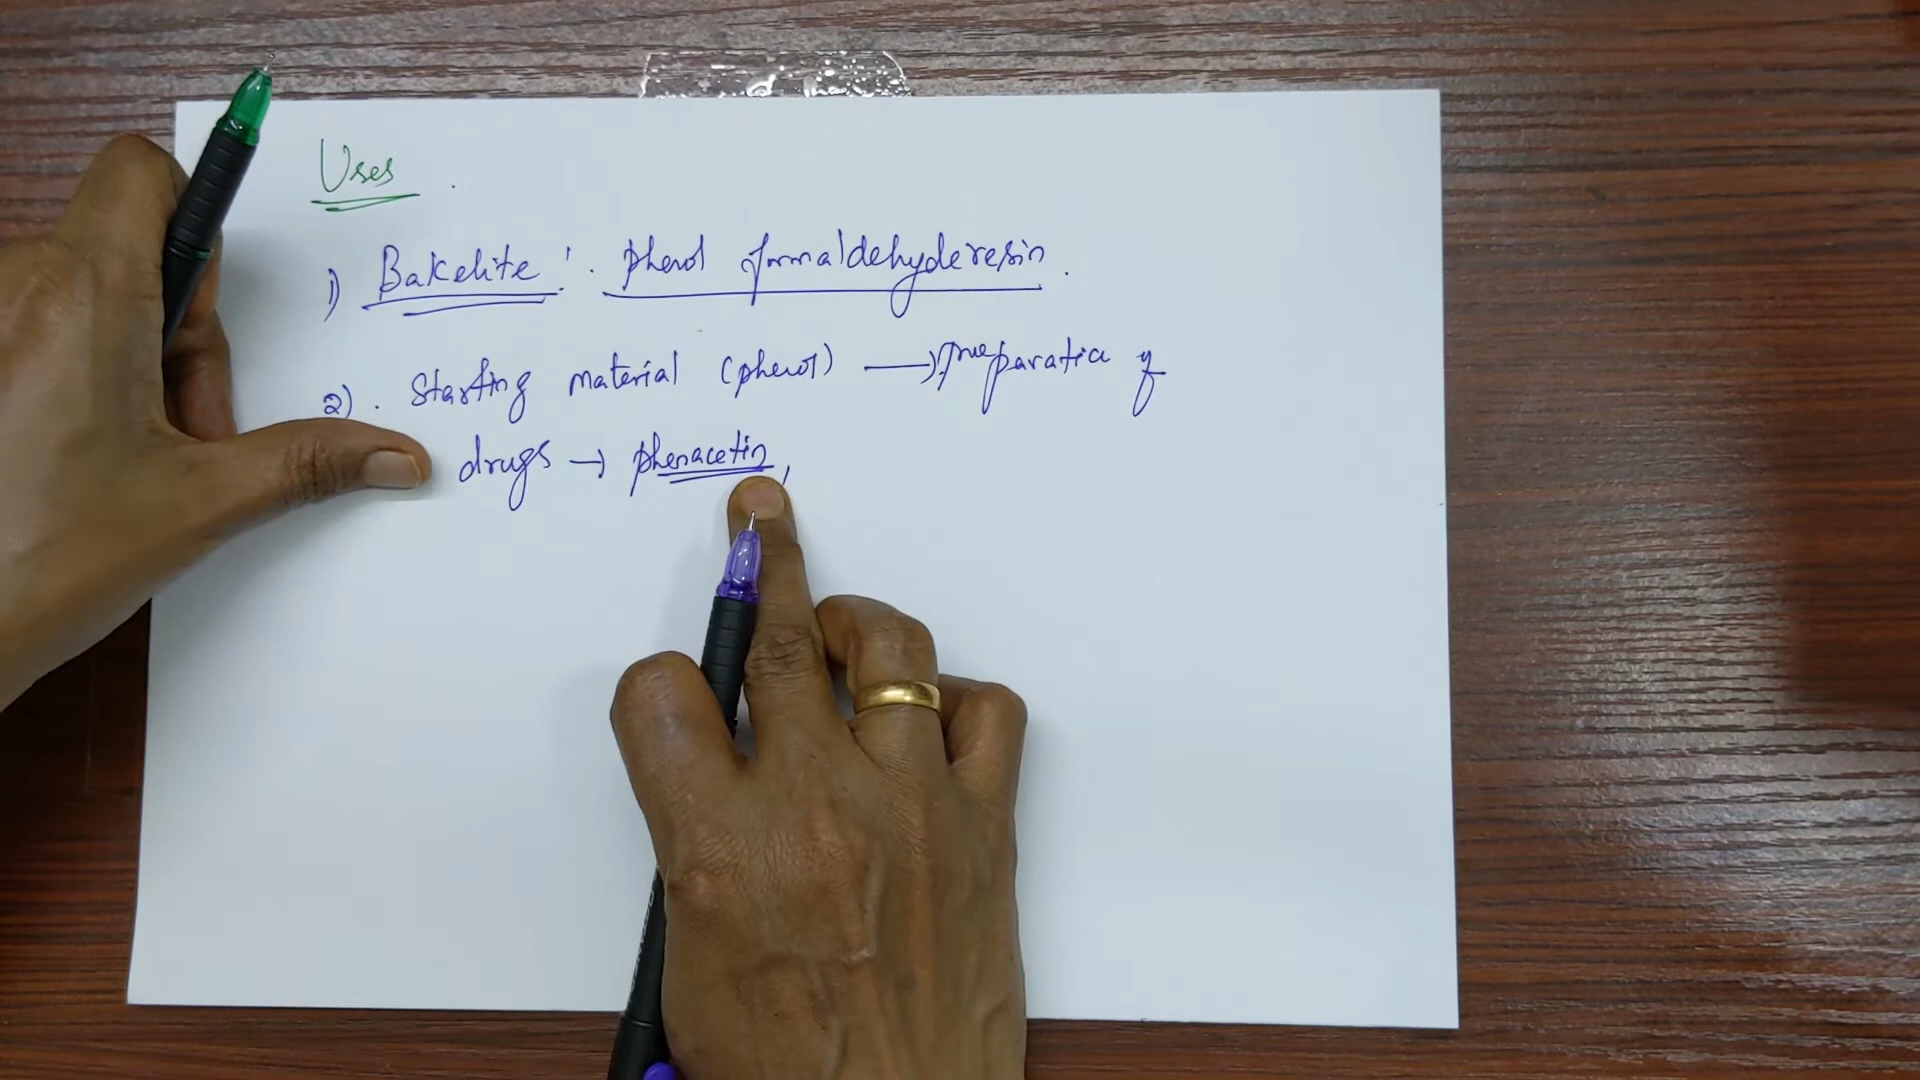 Uses
1) Bakelite : phenol formaldehyde resin.
2). Starting material (phenol) → preparation of
drugs → phenacetin,